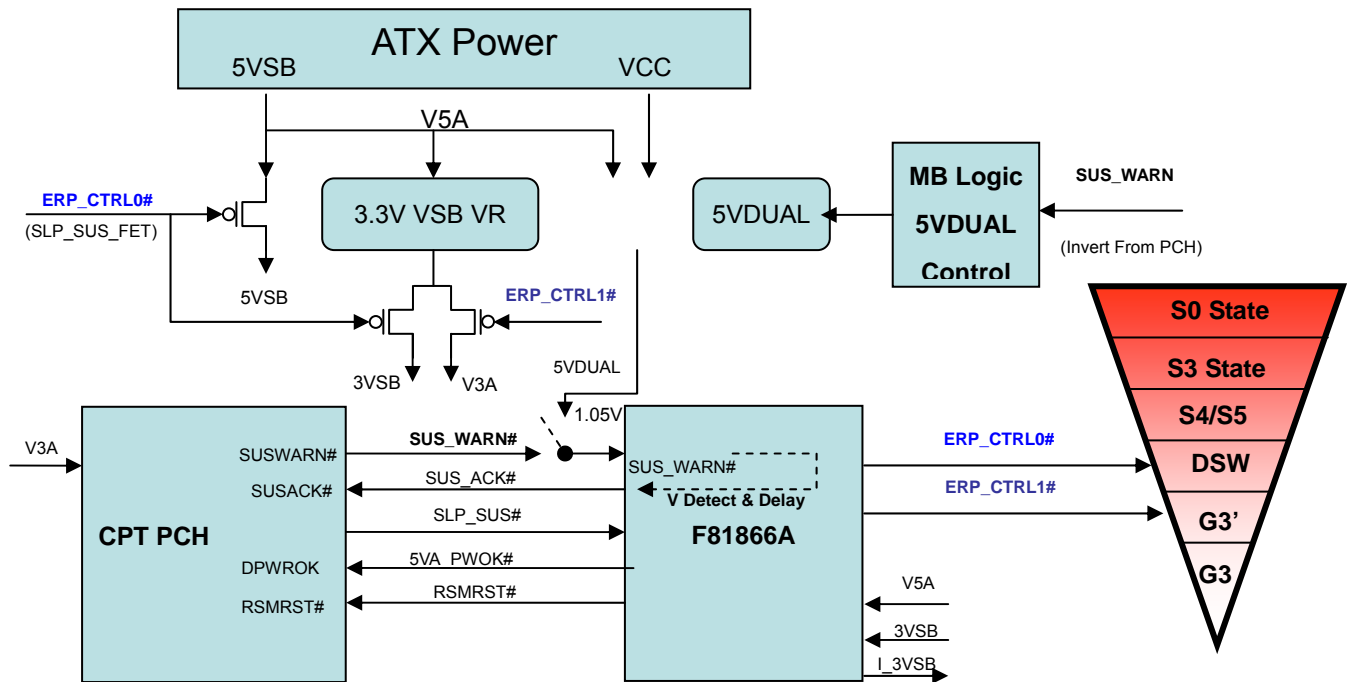 ATX Power
5VSB
VCC
V5A
ERP_CTRL0#
(SLP_SUS_FET)
3.3V VSB VR
5VDUAL
MB Logic
5VDUAL
Control
SUS_WARN
(Invert From PCH)
5VSB
ERP_CTRL1#
3VSB
V3A
5VDUAL
1.05V
S0 State
S3 State
S4/S5
DSW
G3’
G3
V3A
SUSWARN#
SUSACK#
CPT PCH
DPWROK
RSMRST#
SUS_WARN#
SUS_ACK#
SLP_SUS#
5VA_PWOK#
RSMRST#
SUS_WARN#
V Detect & Delay
F81866A
ERP_CTRL0#
ERP_CTRL1#
V5A
3VSB
I_3VSB